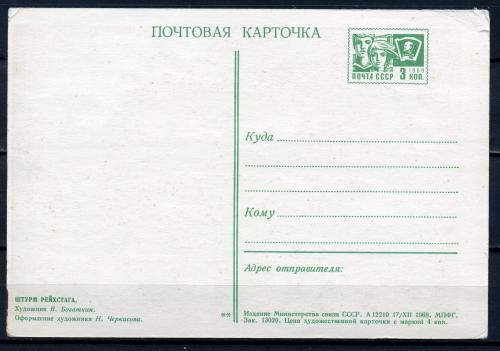 ПОЧТОВАЯ КАРТОЧКА
1966
ПОЧТА СССР 3 КОП.
Куда
Кому
Адрес отправителя:
ШТУРМ РЕЙХСТАГА.
Художник В. Богаткин.
Оформление художника Н. Черкасова.
** Издание Министерства связи СССР. А 12210 17/XII 1968. МПФГ.
Зак. 13020. Цена художественной карточки с маркой 4 коп.